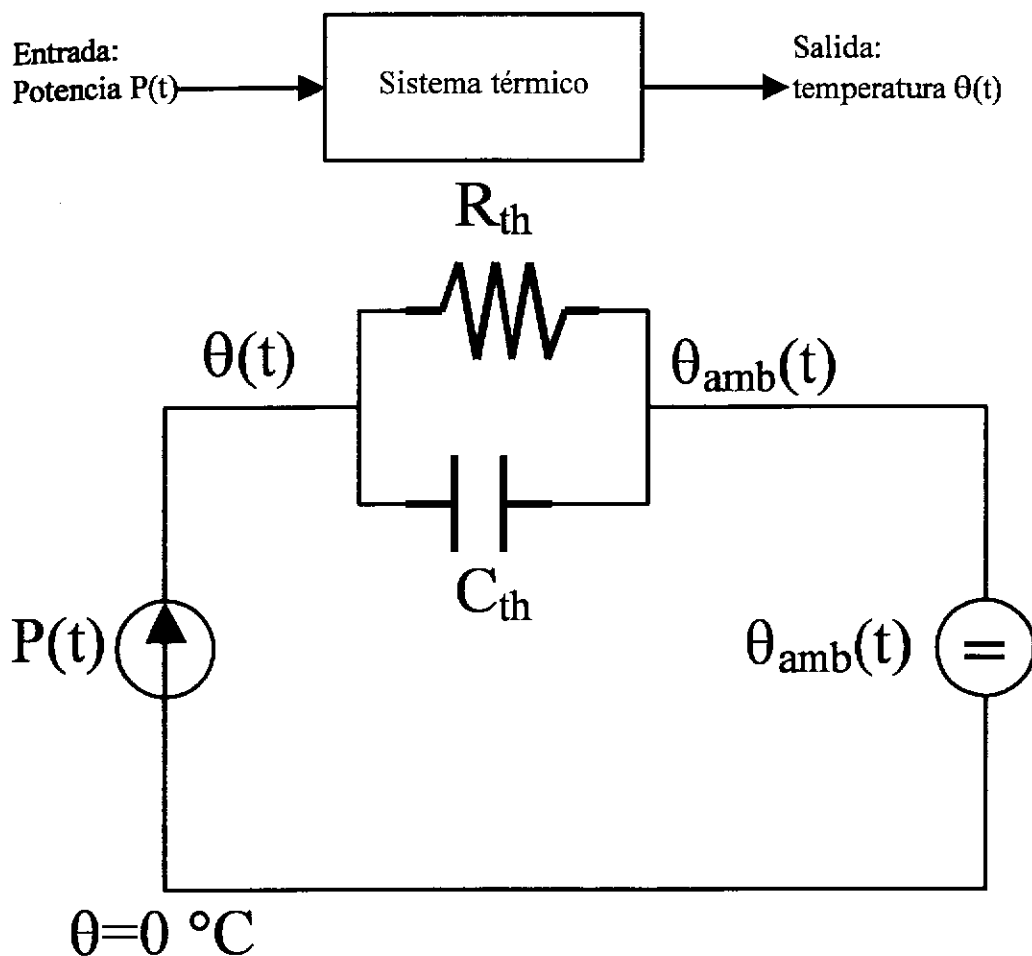 Entrada:
Potencia P(t)
Sistema térmico
Salida:
temperatura θ(t)
R_th
θ(t)
θ_amb(t)
C_th
P(t)
θ_amb(t)
=
θ=0 °C